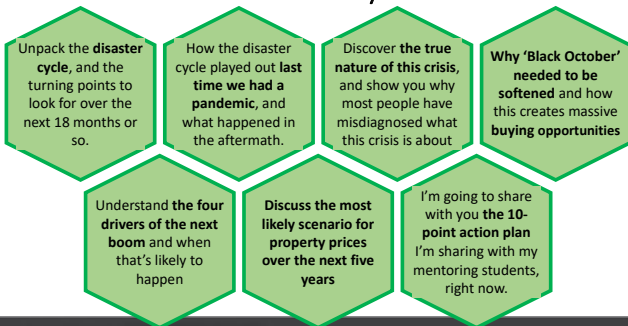 Unpack the disaster
cycle, and the
turning points to
look for over the
next 18 months or
so.
How the disaster
cycle played out last
time we had a
pandemic, and
what happened in
the aftermath.
Discover the true
nature of this crisis,
and show you why
most people have
misdiagnosed what
this crisis is about
Why ‘Black October’
needed to be
softened and how
this creates massive
buying opportunities
Understand the four
drivers of the next
boom and when
that’s likely to
happen
Discuss the most
likely scenario for
property prices
over the next five
years
I’m going to share
with you the 10-
point action plan
I’m sharing with my
mentoring students,
right now.